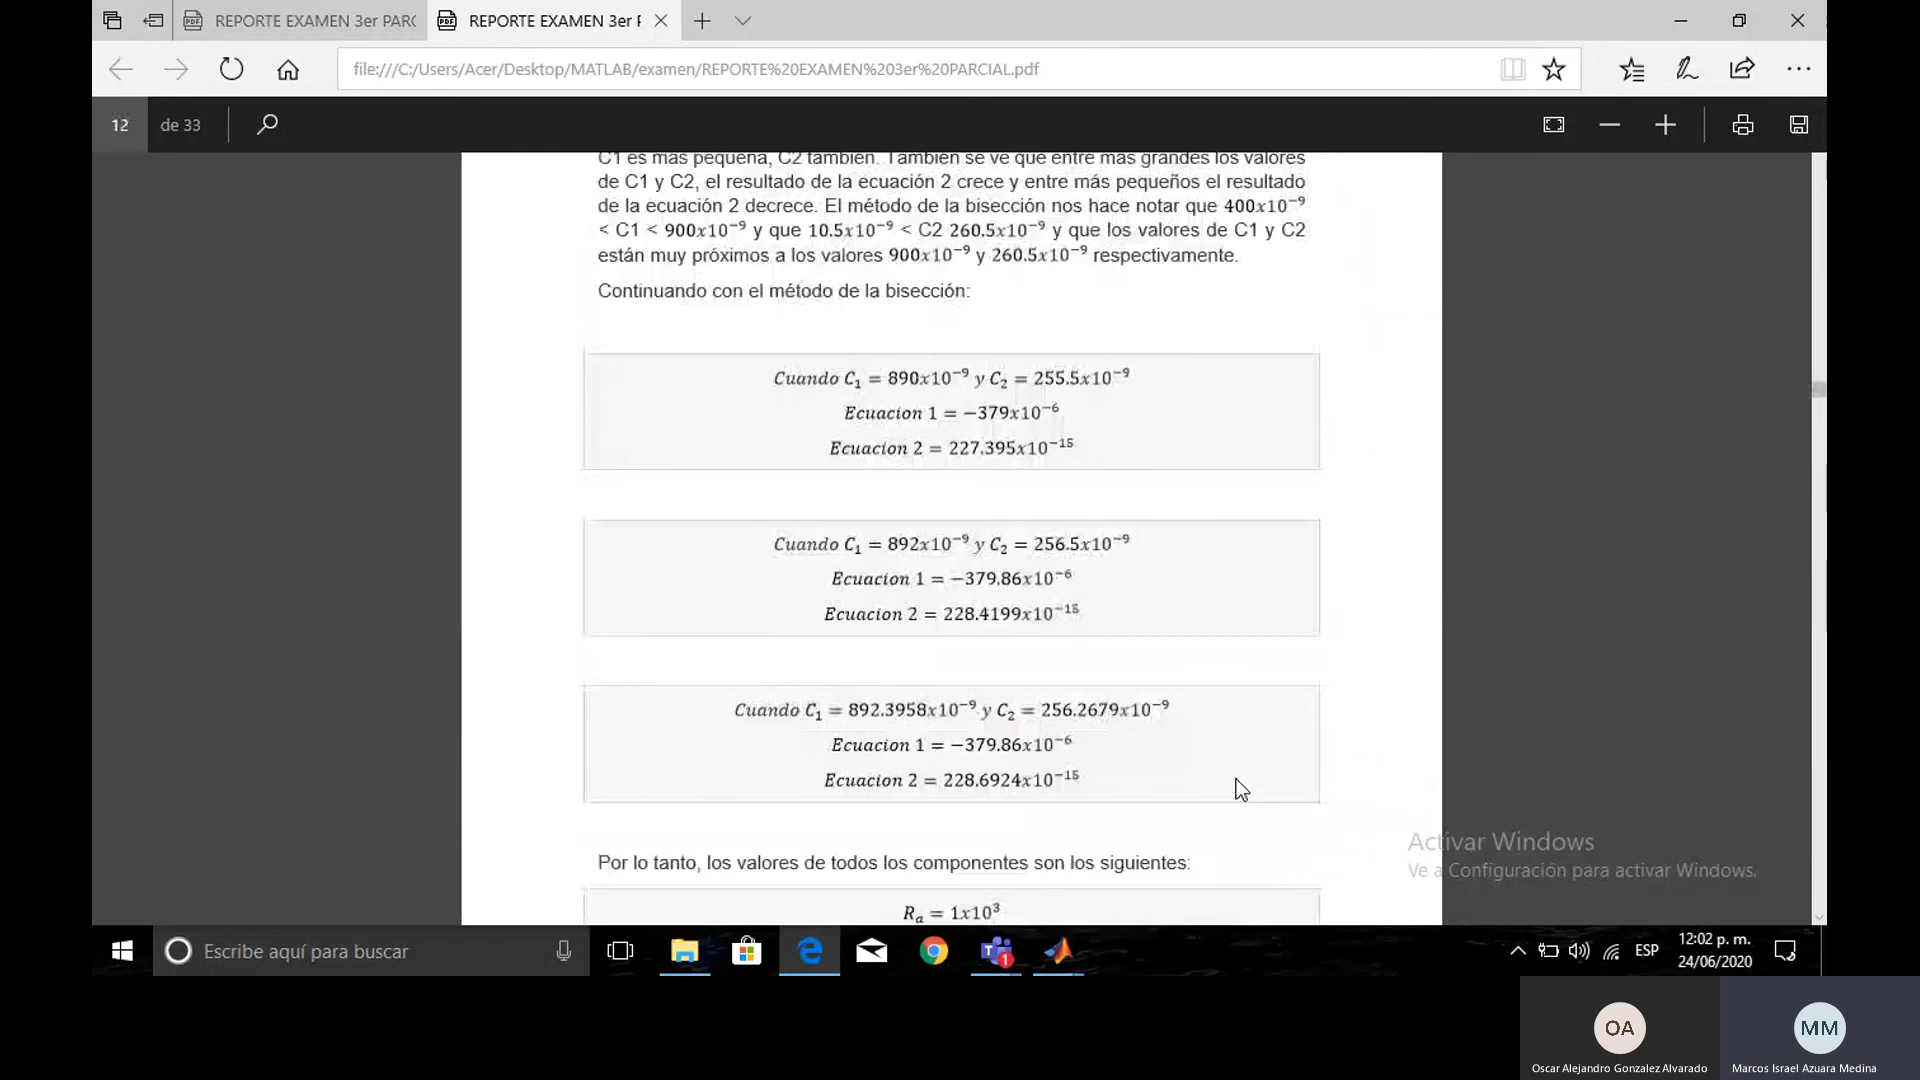 REPORTE EXAMEN 3er PARC
REPORTE EXAMEN 3er F
file:///C:/Users/Acer/Desktop/MATLAB/examen/REPORTE%20EXAMEN%203er%20PARCIAL.pdf
12 de 33
C1 es más pequeña, C2 también. También se ve que entre más grandes los valores
de C1 y C2, el resultado de la ecuación 2 crece y entre más pequeños el resultado
de la ecuación 2 decrece. El método de la bisección nos hace notar que 400x10⁻⁹
< C1 < 900x10⁻⁹ y que 10.5x10⁻⁹ < C2 260.5x10⁻⁹ y que los valores de C1 y C2
están muy próximos a los valores 900x10⁻⁹ y 260.5x10⁻⁹ respectivamente.
Continuando con el método de la bisección:
Cuando C₁ = 890x10⁻⁹ y C₂ = 255.5x10⁻⁹
Ecuacion 1 = −379x10⁻⁶
Ecuacion 2 = 227.395x10⁻¹⁵
Cuando C₁ = 892x10⁻⁹ y C₂ = 256.5x10⁻⁹
Ecuacion 1 = −379.86x10⁻⁶
Ecuacion 2 = 228.4199x10⁻¹⁵
Cuando C₁ = 892.3958x10⁻⁹ y C₂ = 256.2679x10⁻⁹
Ecuacion 1 = −379.86x10⁻⁶
Ecuacion 2 = 228.6924x10⁻¹⁵
Activar Windows
Ve a Configuración para activar Windows.
Por lo tanto, los valores de todos los componentes son los siguientes:
Rₐ = 1x10³
Escribe aquí para buscar
1
ESP
12:02 p. m.
24/06/2020
OA
MM
Oscar Alejandro Gonzalez Alvarado
Marcos Israel Azuara Medina